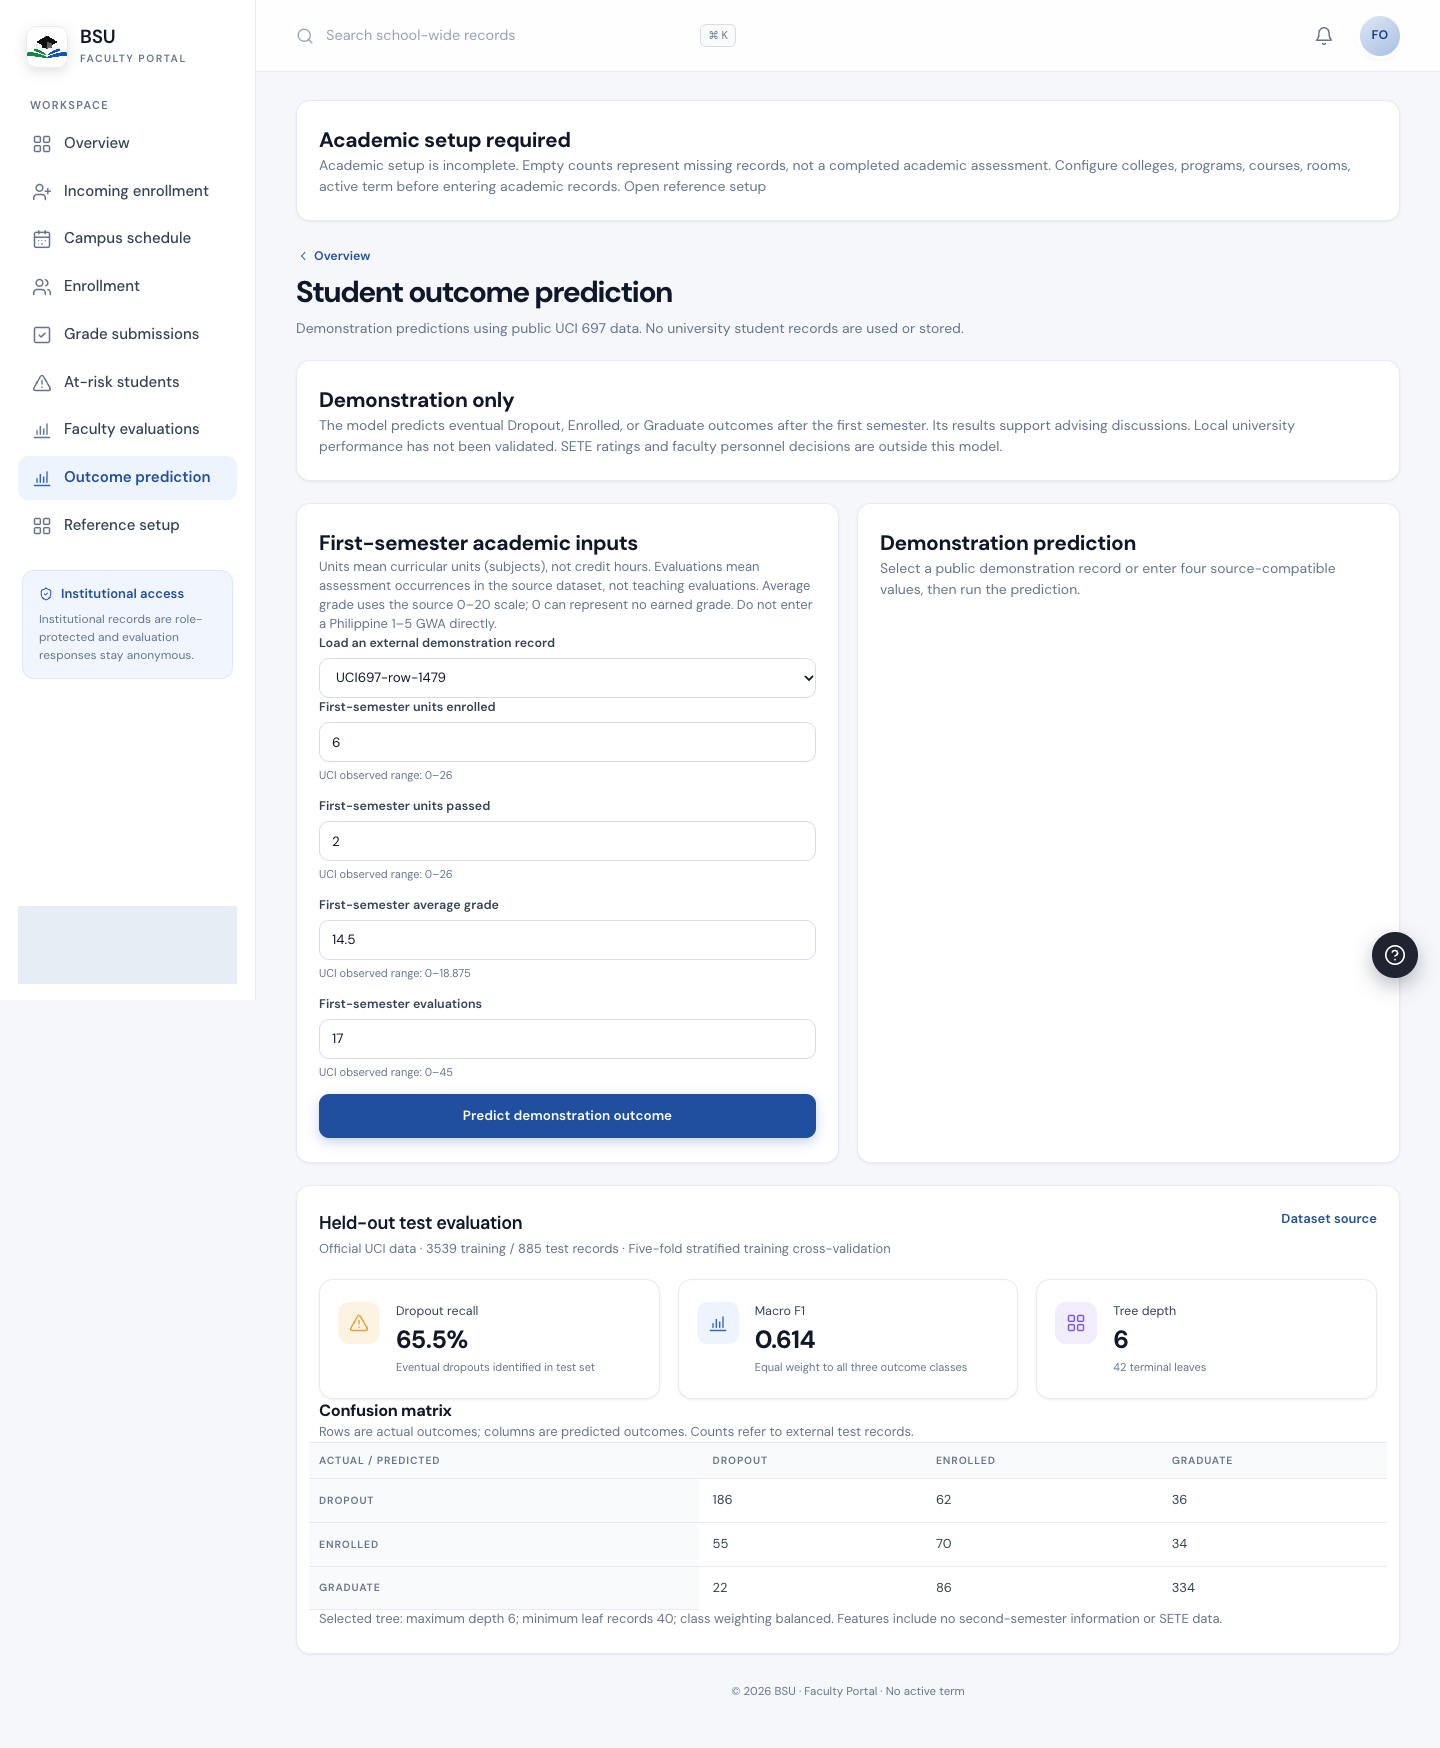 BSU
FACULTY PORTAL
Search school-wide records
⌘ K
FO
WORKSPACE
Overview
Incoming enrollment
Campus schedule
Enrollment
Grade submissions
At-risk students
Faculty evaluations
Outcome prediction
Reference setup
Institutional access
Institutional records are role-
protected and evaluation
responses stay anonymous.
Academic setup required
Academic setup is incomplete. Empty counts represent missing records, not a completed academic assessment. Configure colleges, programs, courses, rooms,
active term before entering academic records. Open reference setup
Overview
Student outcome prediction
Demonstration predictions using public UCI 697 data. No university student records are used or stored.
Demonstration only
The model predicts eventual Dropout, Enrolled, or Graduate outcomes after the first semester. Its results support advising discussions. Local university
performance has not been validated. SETE ratings and faculty personnel decisions are outside this model.
First-semester academic inputs
Units mean curricular units (subjects), not credit hours. Evaluations mean
assessment occurrences in the source dataset, not teaching evaluations. Average
grade uses the source 0–20 scale; 0 can represent no earned grade. Do not enter
a Philippine 1–5 GWA directly.
Load an external demonstration record
UCI697-row-1479
First-semester units enrolled
6
UCI observed range: 0–26
First-semester units passed
2
UCI observed range: 0–26
First-semester average grade
14.5
UCI observed range: 0–18.875
First-semester evaluations
17
UCI observed range: 0–45
Predict demonstration outcome
Demonstration prediction
Select a public demonstration record or enter four source-compatible
values, then run the prediction.
Held-out test evaluation
Dataset source
Official UCI data · 3539 training / 885 test records · Five-fold stratified training cross-validation
Dropout recall
65.5%
Eventual dropouts identified in test set
Macro F1
0.614
Equal weight to all three outcome classes
Tree depth
6
42 terminal leaves
Confusion matrix
Rows are actual outcomes; columns are predicted outcomes. Counts refer to external test records.
ACTUAL / PREDICTED DROPOUT ENROLLED GRADUATE
DROPOUT 186 62 36
ENROLLED 55 70 34
GRADUATE 22 86 334
Selected tree: maximum depth 6; minimum leaf records 40; class weighting balanced. Features include no second-semester information or SETE data.
© 2026 BSU · Faculty Portal · No active term